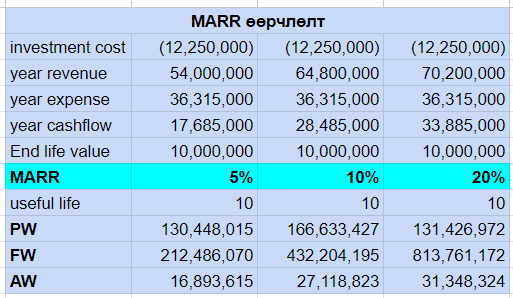 MARR өөрчлөлт
investment cost (12,250,000) (12,250,000) (12,250,000)
year revenue 54,000,000 64,800,000 70,200,000
year expense 36,315,000 36,315,000 36,315,000
year cashflow 17,685,000 28,485,000 33,885,000
End life value 10,000,000 10,000,000 10,000,000
MARR 5% 10% 20%
useful life 10 10 10
PW 130,448,015 166,633,427 131,426,972
FW 212,486,070 432,204,195 813,761,172
AW 16,893,615 27,118,823 31,348,324